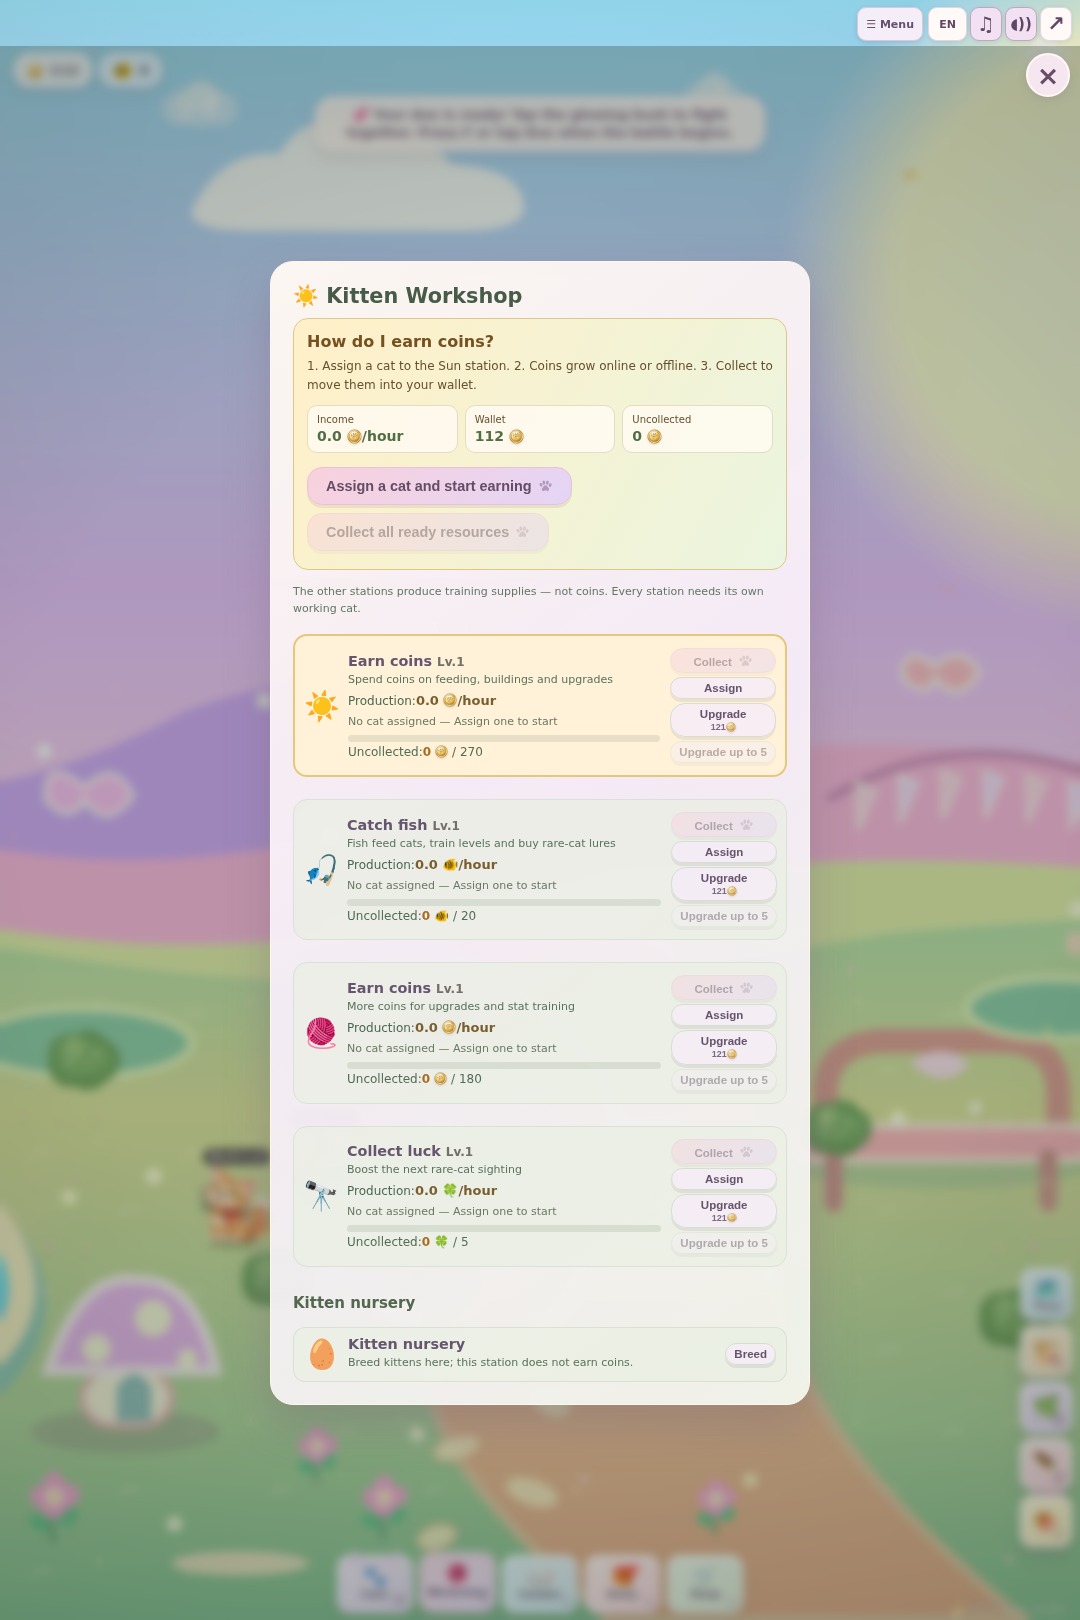 ☰ Menu
EN
☀️ Kitten Workshop
How do I earn coins?
1. Assign a cat to the Sun station. 2. Coins grow online or offline. 3. Collect to
move them into your wallet.
Income
0.0 🪙/hour
Wallet
112 🪙
Uncollected
0 🪙
Assign a cat and start earning 🐾
Collect all ready resources 🐾
The other stations produce training supplies — not coins. Every station needs its own
working cat.
Earn coins Lv.1
Spend coins on feeding, buildings and upgrades
Production:0.0 🪙/hour
No cat assigned — Assign one to start
Uncollected:0 🪙 / 270
Collect 🐾
Assign
Upgrade
121🪙
Upgrade up to 5
Catch fish Lv.1
Fish feed cats, train levels and buy rare-cat lures
Production:0.0 🐠/hour
No cat assigned — Assign one to start
Uncollected:0 🐠 / 20
Collect 🐾
Assign
Upgrade
121🪙
Upgrade up to 5
Earn coins Lv.1
More coins for upgrades and stat training
Production:0.0 🪙/hour
No cat assigned — Assign one to start
Uncollected:0 🪙 / 180
Collect 🐾
Assign
Upgrade
121🪙
Upgrade up to 5
Collect luck Lv.1
Boost the next rare-cat sighting
Production:0.0 🍀/hour
No cat assigned — Assign one to start
Uncollected:0 🍀 / 5
Collect 🐾
Assign
Upgrade
121🪙
Upgrade up to 5
Kitten nursery
Kitten nursery
Breed kittens here; this station does not earn coins.
Breed